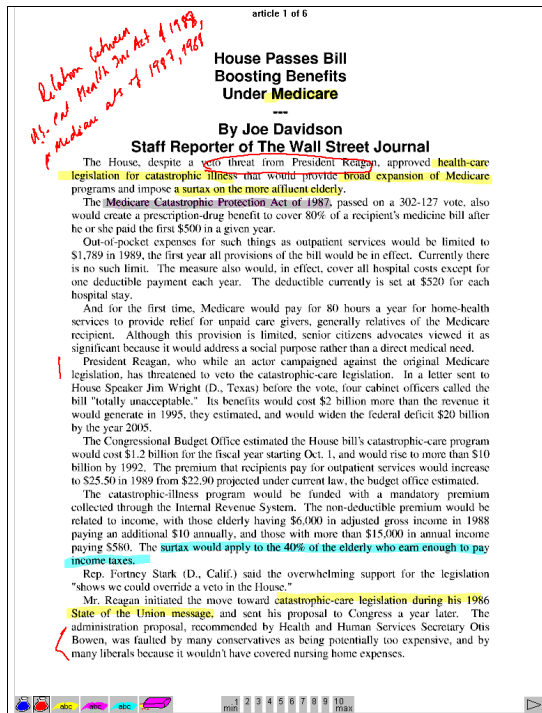 article 1 of 6
Relation between
U.S. Cat Health Ins Act of 1988,
& Medicare acts of 1987, 1969
House Passes Bill
Boosting Benefits
Under Medicare
---
By Joe Davidson
Staff Reporter of The Wall Street Journal
The House, despite a veto threat from President Reagan, approved health-care
legislation for catastrophic illness that would provide broad expansion of Medicare
programs and impose a surtax on the more affluent elderly.
The Medicare Catastrophic Protection Act of 1987, passed on a 302-127 vote, also
would create a prescription-drug benefit to cover 80% of a recipient's medicine bill after
he or she paid the first $500 in a given year.
Out-of-pocket expenses for such things as outpatient services would be limited to
$1,789 in 1989, the first year all provisions of the bill would be in effect. Currently there
is no such limit. The measure also would, in effect, cover all hospital costs except for
one deductible payment each year. The deductible currently is set at $520 for each
hospital stay.
And for the first time, Medicare would pay for 80 hours a year for home-health
services to provide relief for unpaid care givers, generally relatives of the Medicare
recipient. Although this provision is limited, senior citizens advocates viewed it as
significant because it would address a social purpose rather than a direct medical need.
President Reagan, who while an actor campaigned against the original Medicare
legislation, has threatened to veto the catastrophic-care legislation. In a letter sent to
House Speaker Jim Wright (D., Texas) before the vote, four cabinet officers called the
bill "totally unacceptable." Its benefits would cost $2 billion more than the revenue it
would generate in 1995, they estimated, and would widen the federal deficit $20 billion
by the year 2005.
The Congressional Budget Office estimated the House bill's catastrophic-care program
would cost $1.2 billion for the fiscal year starting Oct. 1, and would rise to more than $10
billion by 1992. The premium that recipients pay for outpatient services would increase
to $25.50 in 1989 from $22.90 projected under current law, the budget office estimated.
The catastrophic-illness program would be funded with a mandatory premium
collected through the Internal Revenue System. The non-deductible premium would be
related to income, with those elderly having $6,000 in adjusted gross income in 1988
paying an additional $10 annually, and those with more than $15,000 in annual income
paying $580. The surtax would apply to the 40% of the elderly who earn enough to pay
income taxes.
Rep. Fortney Stark (D., Calif.) said the overwhelming support for the legislation
"shows we could override a veto in the House."
Mr. Reagan initiated the move toward catastrophic-care legislation during his 1986
State of the Union message, and sent his proposal to Congress a year later. The
administration proposal, recommended by Health and Human Services Secretary Otis
Bowen, was faulted by many conservatives as being potentially too expensive, and by
many liberals because it wouldn't have covered nursing home expenses.
abc abc abc 1 2 3 4 5 6 7 8 9 10
min max